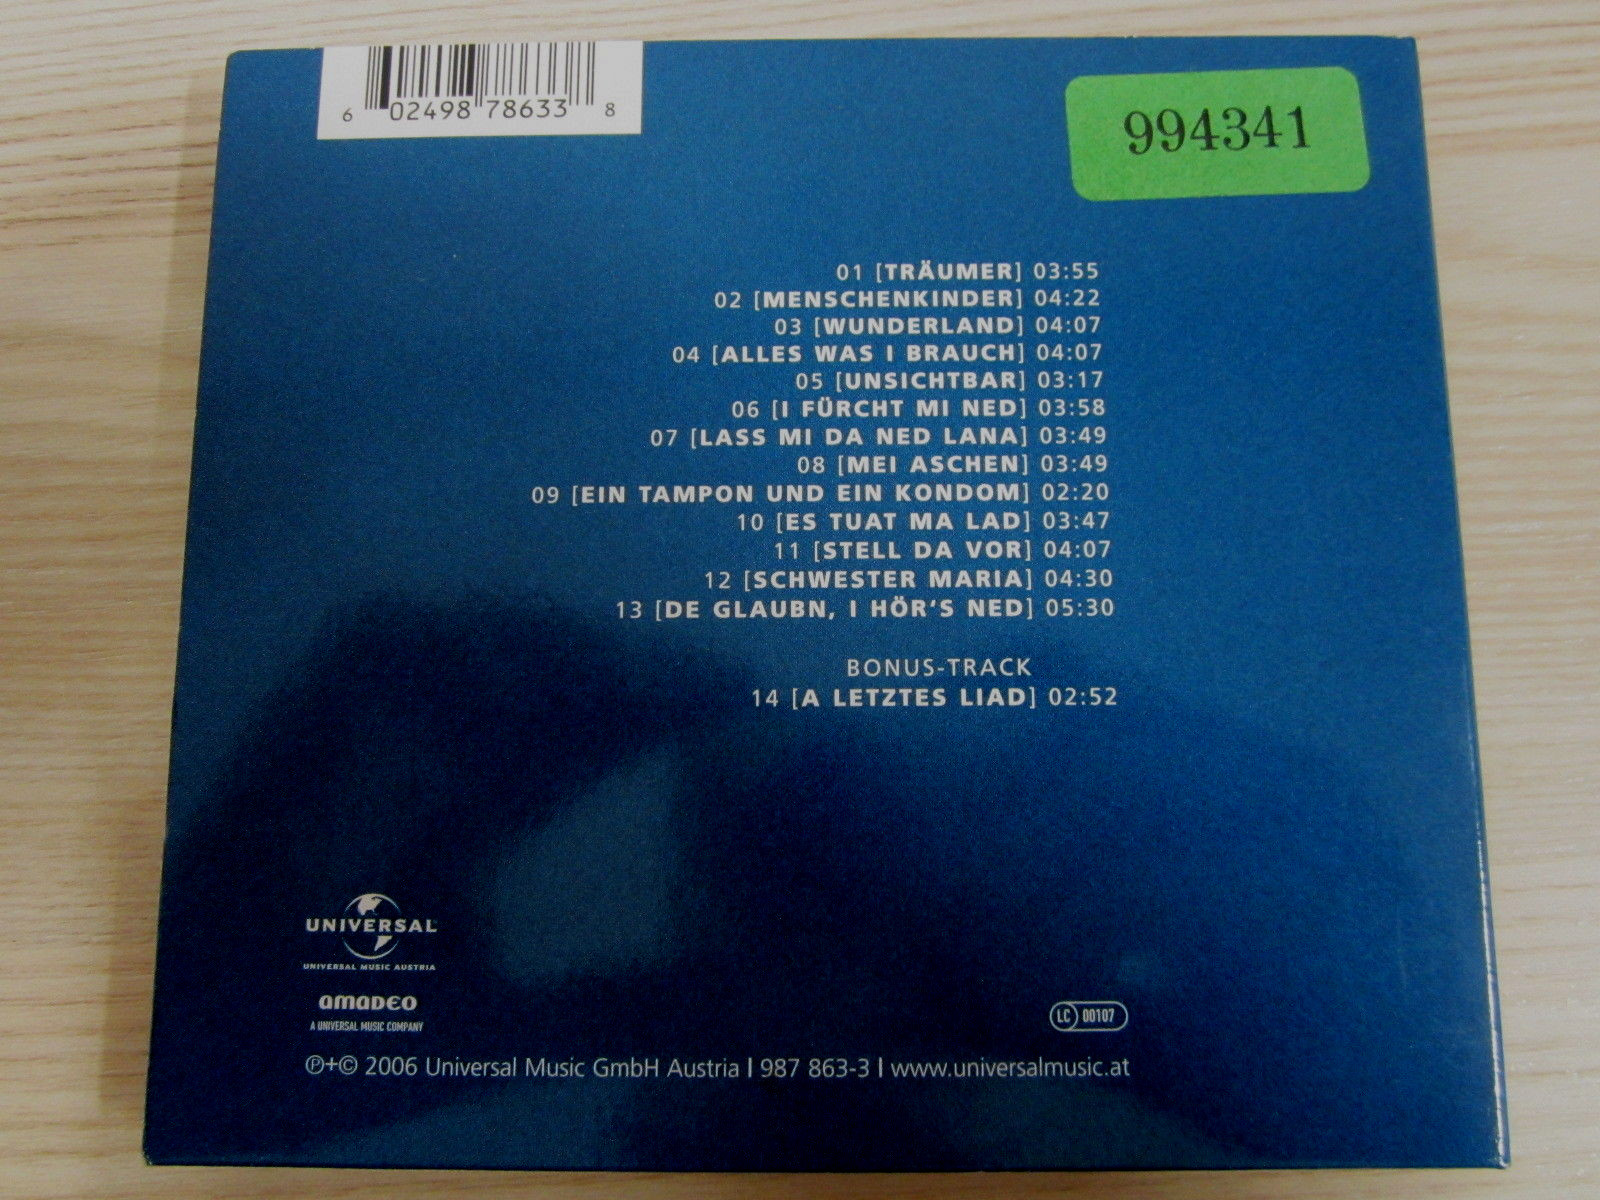 6 02498 78633 8
994341
01 [TRÄUMER] 03:55
02 [MENSCHENKINDER] 04:22
03 [WUNDERLAND] 04:07
04 [ALLES WAS I BRAUCH] 04:07
05 [UNSICHTBAR] 03:17
06 [I FÜRCHT MI NED] 03:58
07 [LASS MI DA NED LANA] 03:49
08 [MEI ASCHEN] 03:49
09 [EIN TAMPON UND EIN KONDOM] 02:20
10 [ES TUAT MA LAD] 03:47
11 [STELL DA VOR] 04:07
12 [SCHWESTER MARIA] 04:30
13 [DE GLAUBN, I HÖR'S NED] 05:30
BONUS-TRACK
14 [A LETZTES LIAD] 02:52
UNIVERSAL
UNIVERSAL MUSIC AUSTRIA
amadeo
A UNIVERSAL MUSIC COMPANY
LC 00107
℗+© 2006 Universal Music GmbH Austria | 987 863-3 | www.universalmusic.at